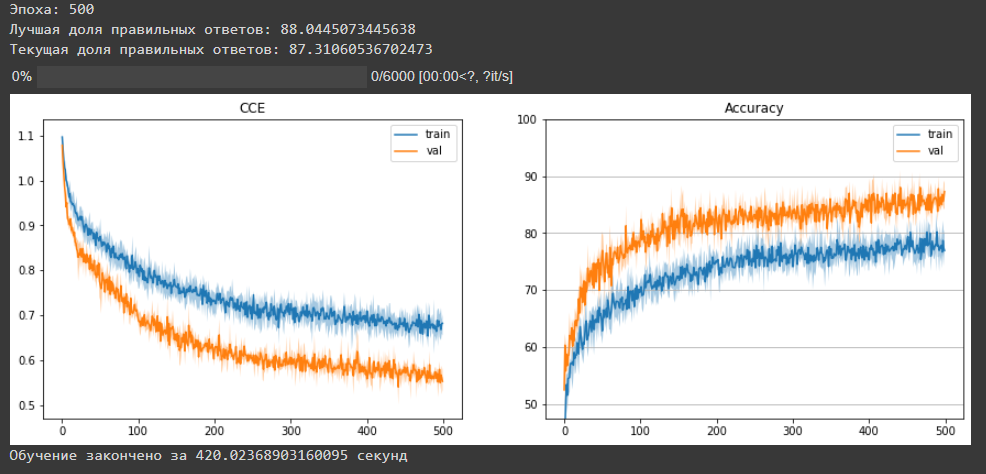 Эпоха: 500
Лучшая доля правильных ответов: 88.0445073445638
Текущая доля правильных ответов: 87.31060536702473
0% 0/6000 [00:00<?, ?it/s]
CCE
train
val
1.1
1.0
0.9
0.8
0.7
0.6
0.5
0 100 200 300 400 500
Accuracy
train
val
100
90
80
70
60
50
0 100 200 300 400 500
Обучение закончено за 420.02368903160095 секунд